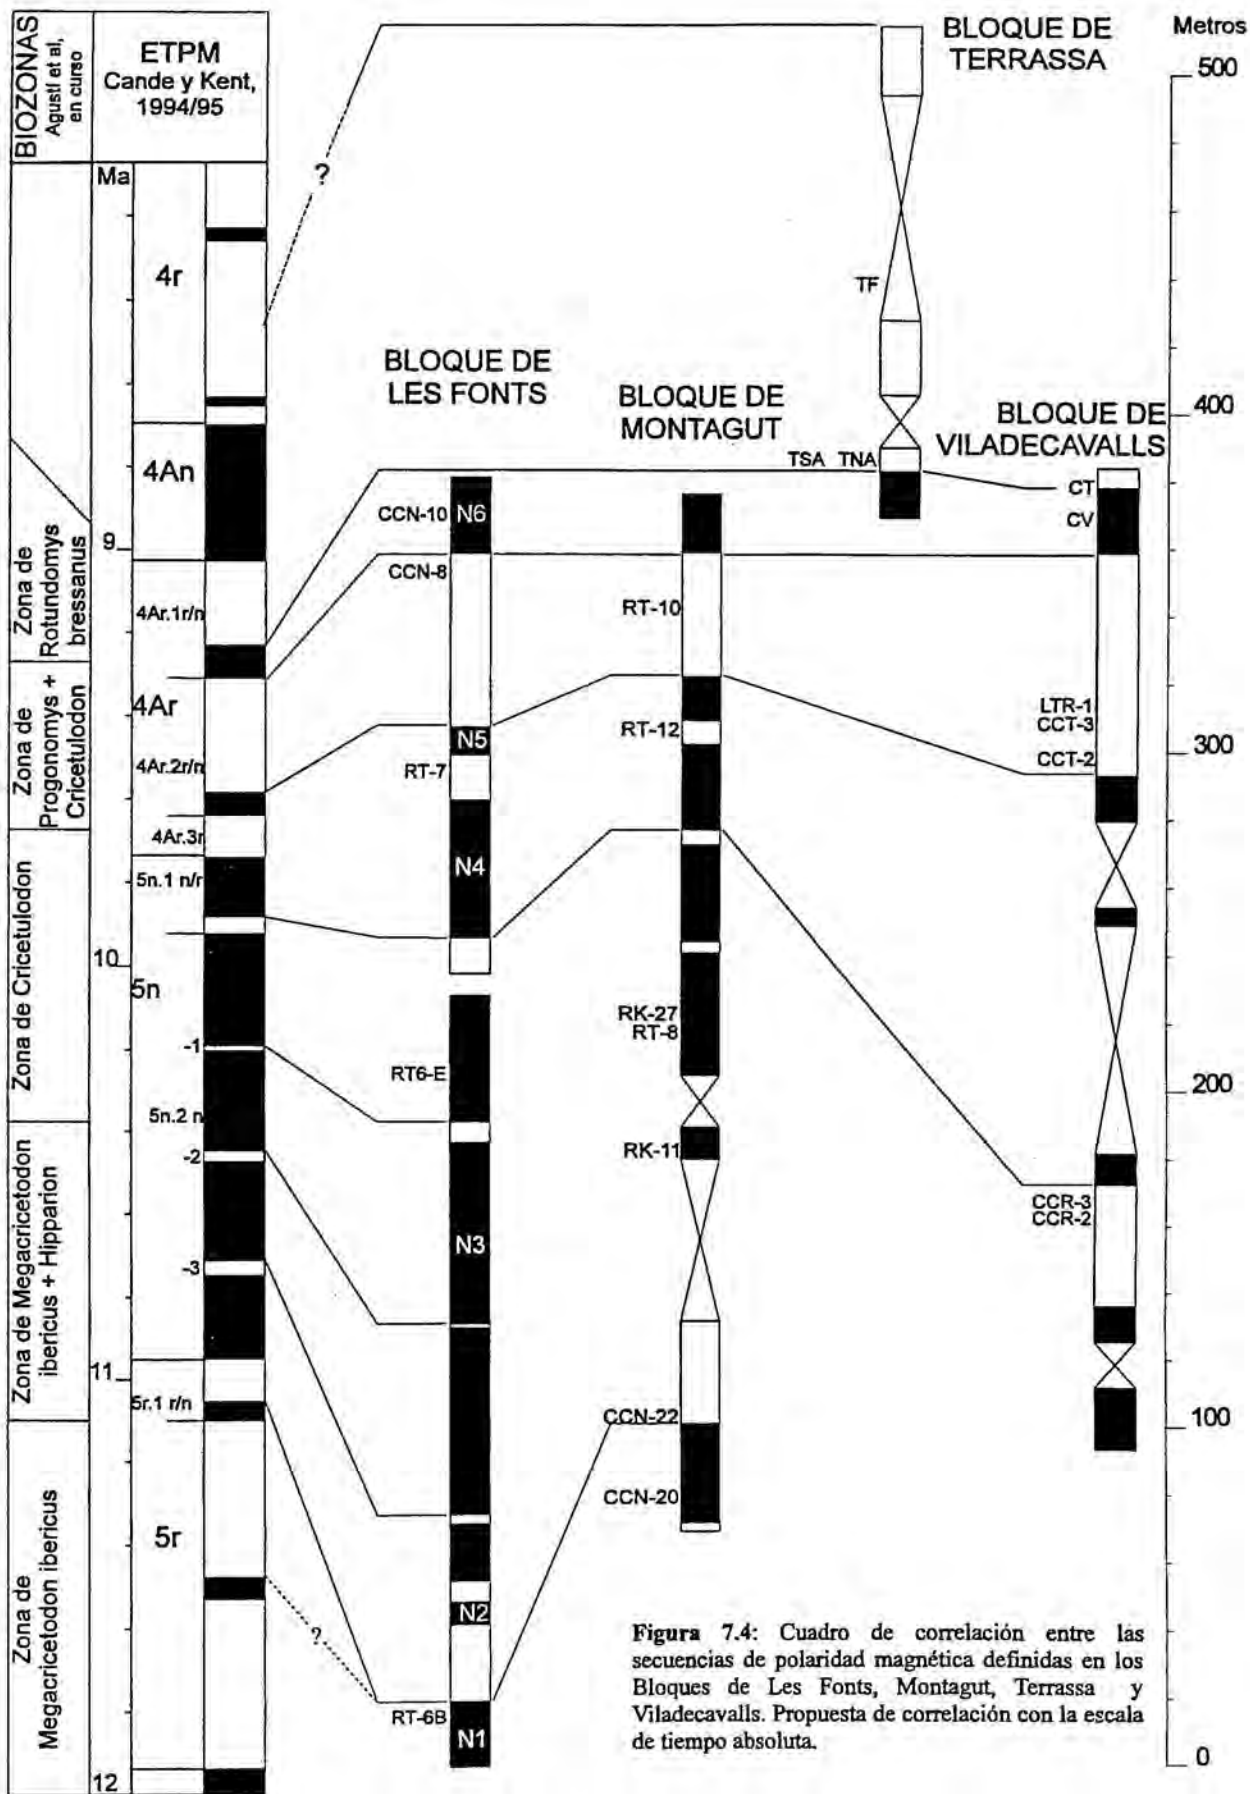 BIOZONAS
Agustí et al,
en curso
ETPM
Cande y Kent,
1994/95
BLOQUE DE
TERRASSA
Metros
500
400
300
200
100
0
Ma
9
10
11
12
4r
4An
4Ar.1r/n
4Ar
4Ar.2r/n
4Ar.3r
5n.1 n/r
5n
-1
5n.2 n
-2
-3
5r.1 r/n
5r
Zona de
Rotundomys
bressanus
Zona de
Progonomys +
Cricetulodon
Zona de Cricetulodon
Zona de Megacricetodon
ibericus + Hipparion
Zona de
Megacricetodon ibericus
?
?
BLOQUE DE
LES FONTS
CCN-10
N6
CCN-8
N5
RT-7
N4
RT6-E
N3
N2
RT-6B
N1
BLOQUE DE
MONTAGUT
RT-10
RT-12
RK-27
RT-8
RK-11
CCN-22
CCN-20
TF
TSA TNA
BLOQUE DE
VILADECAVALLS
CT
CV
LTR-1
CCT-3
CCT-2
CCR-3
CCR-2
Figura 7.4: Cuadro de correlación entre las
secuencias de polaridad magnética definidas en los
Bloques de Les Fonts, Montagut, Terrassa y
Viladecavalls. Propuesta de correlación con la escala
de tiempo absoluta.